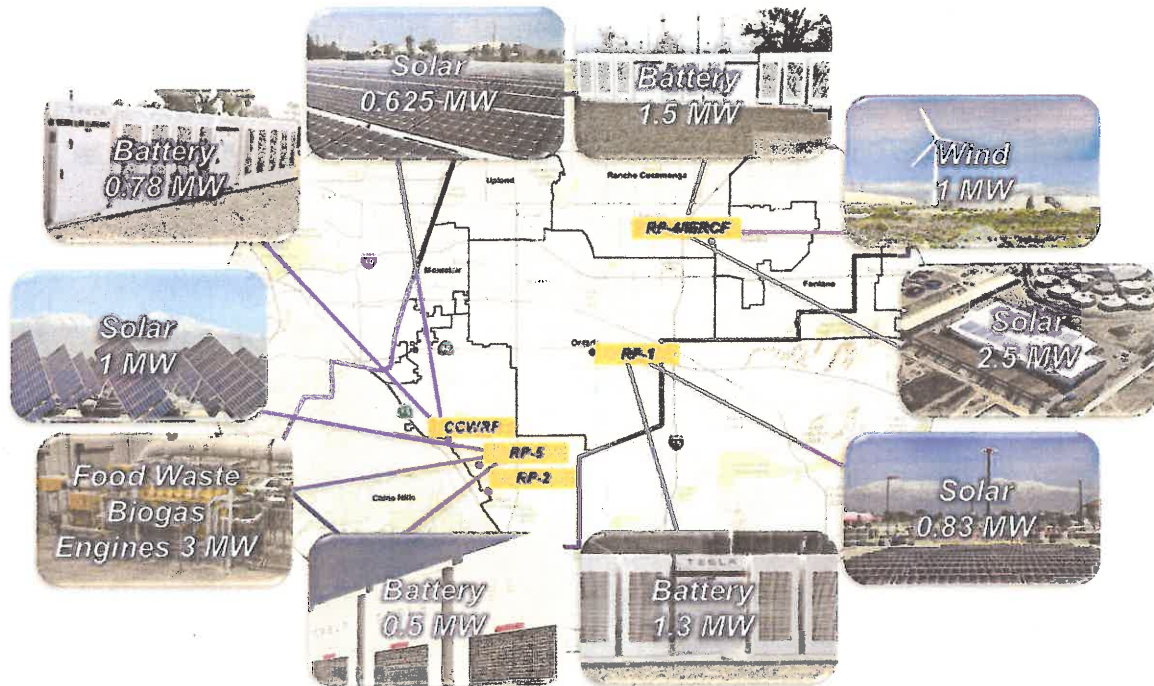 Solar
0.625 MW
Battery
1.5 MW
Battery
0.78 MW
Wind
1 MW
Upland
Rancho Cucamonga
RP-4/IERCF
Montclair
Fontana
Solar
1 MW
Solar
2.5 MW
RP-1
CCWRF
RP-5
RP-2
Chino Hills
Food Waste
Biogas
Engines 3 MW
Solar
0.83 MW
Battery
0.5 MW
TESLA
Battery
1.3 MW